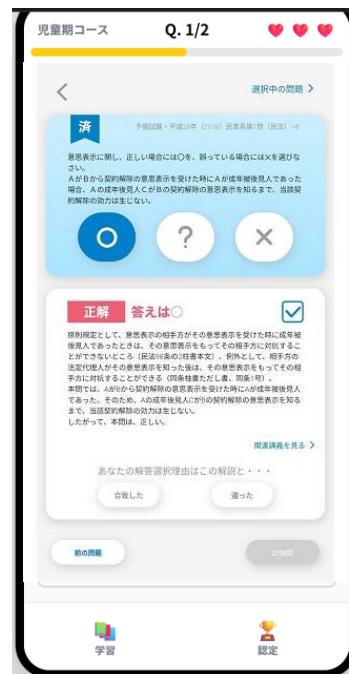 児童期コース
Q. 1/2
選択中の問題
済
予備試験・平成28年（2016）民事系第1問（民法）-イ
意思表示に関し、正しい場合には〇を、誤っている場合には×を選びな
さい。
AがBから契約解除の意思表示を受けた時にAが成年被後見人であった
場合、Aの成年後見人CがBの契約解除の意思表示を知るまで、当該契
約解除の効力は生じない。
?
正解
答えは〇
原則規定として、意思表示の相手方がその意思表示を受けた時に成年被
後見人であったときは、その意思表示をもってその相手方に対抗するこ
とができないところ（民法98条の2柱書本文）、例外として、相手方の
法定代理人がその意思表示を知った後は、その意思表示をもってその相
手方に対抗することができる（同条柱書ただし書、同条1号）。
本問では、AがBから契約解除の意思表示を受けた時にAが成年被後見人
であった。そのため、Aの成年後見人CがBの契約解除の意思表示を知る
まで、当該契約解除の効力は生じない。
したがって、本問は、正しい。
関連講義を見る
あなたの解答選択理由はこの解説と・・・
合致した
違った
前の問題
学習
認定